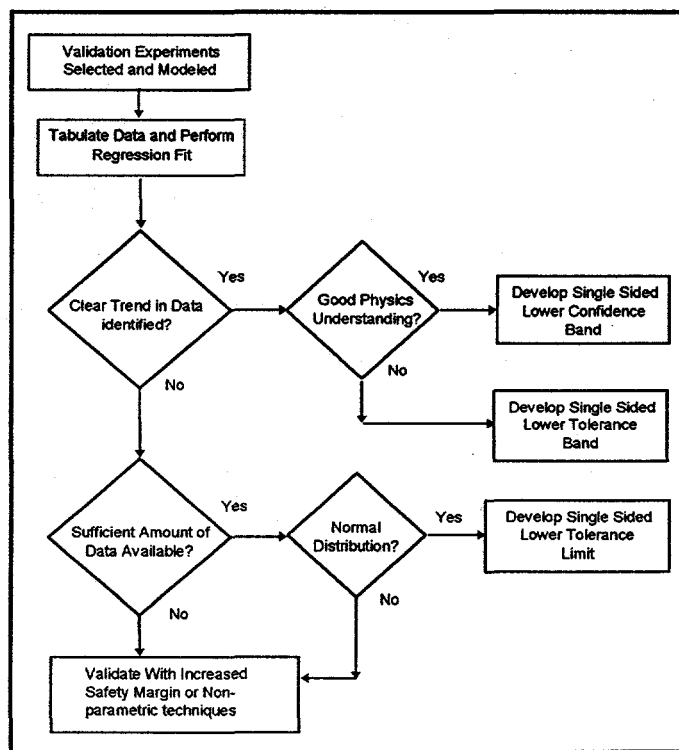 Validation Experiments
Selected and Modeled
Tabulate Data and Perform
Regression Fit
Yes
Yes
Clear Trend in Data
identified?
Good Physics
Understanding?
Develop Single Sided
Lower Confidence
Band
No
No
Develop Single Sided
Lower Tolerance
Band
Yes
Yes
Sufficient Amount of
Data Available?
Normal
Distribution?
Develop Single Sided
Lower Tolerance
Limit
No
No
Validate With Increased
Safety Margin or Non-
parametric techniques